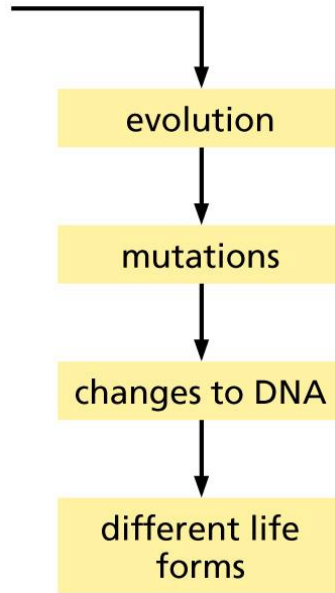 evolution
mutations
changes to DNA
different life
forms